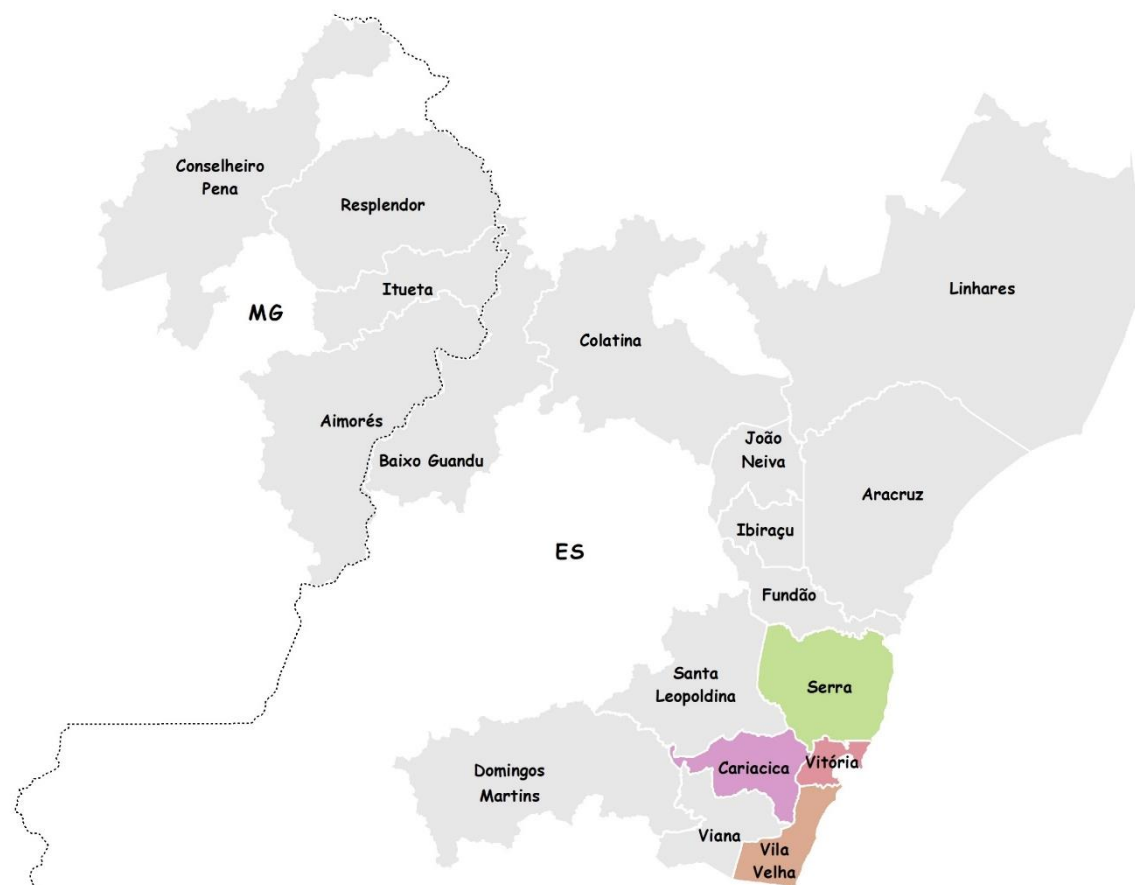 Conselheiro
Pena
Resplendor
Itueta
MG
Linhares
Colatina
Aimorés
João
Neiva
Baixo Guandu
Aracruz
Ibiraçu
ES
Fundão
Santa
Leopoldina
Serra
Cariacica
Vitória
Domingos
Martins
Viana
Vila
Velha